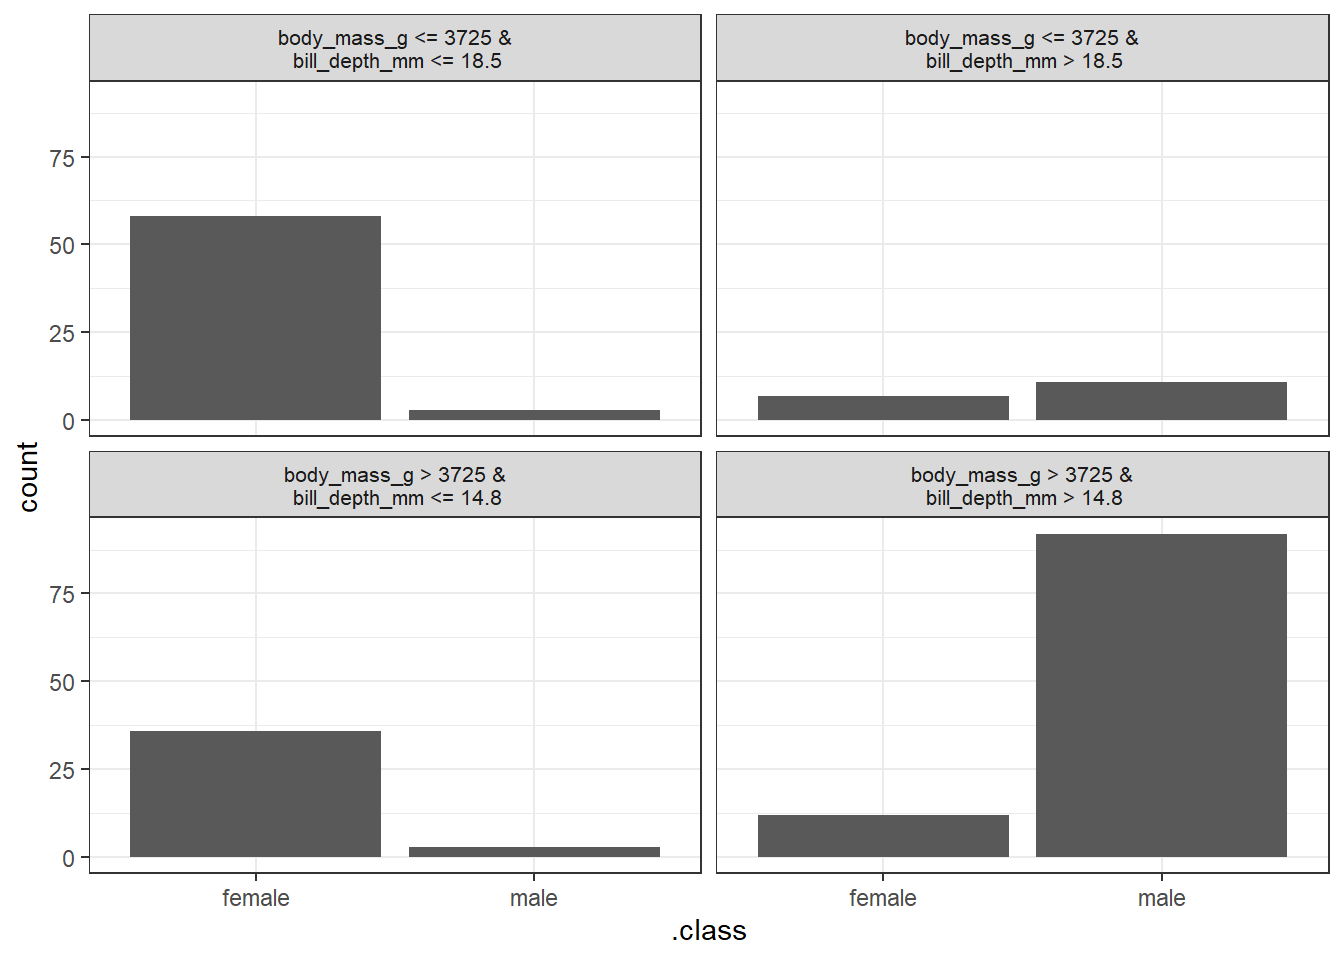 body_mass_g <= 3725 &
bill_depth_mm <= 18.5
body_mass_g <= 3725 &
bill_depth_mm > 18.5
75
50
25
0
body_mass_g > 3725 &
bill_depth_mm <= 14.8
body_mass_g > 3725 &
bill_depth_mm > 14.8
75
50
25
0
count
female
male
female
male
.class